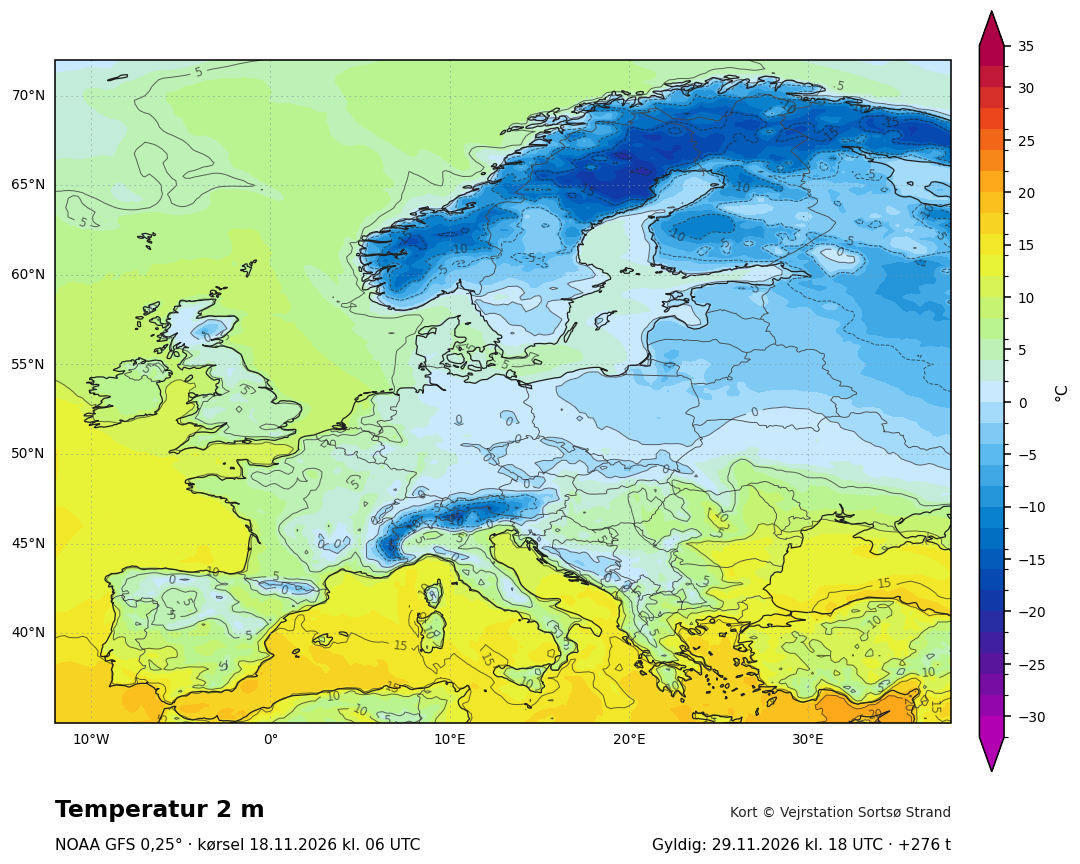 70°N
65°N
60°N
55°N
50°N
45°N
40°N
10°W
0°
10°E
20°E
30°E
35
30
25
20
15
10
5
0
−5
−10
−15
−20
−25
−30
°C
Temperatur 2 m
Kort © Vejrstation Sortsø Strand
NOAA GFS 0,25° · kørsel 18.11.2026 kl. 06 UTC
Gyldig: 29.11.2026 kl. 18 UTC · +276 t